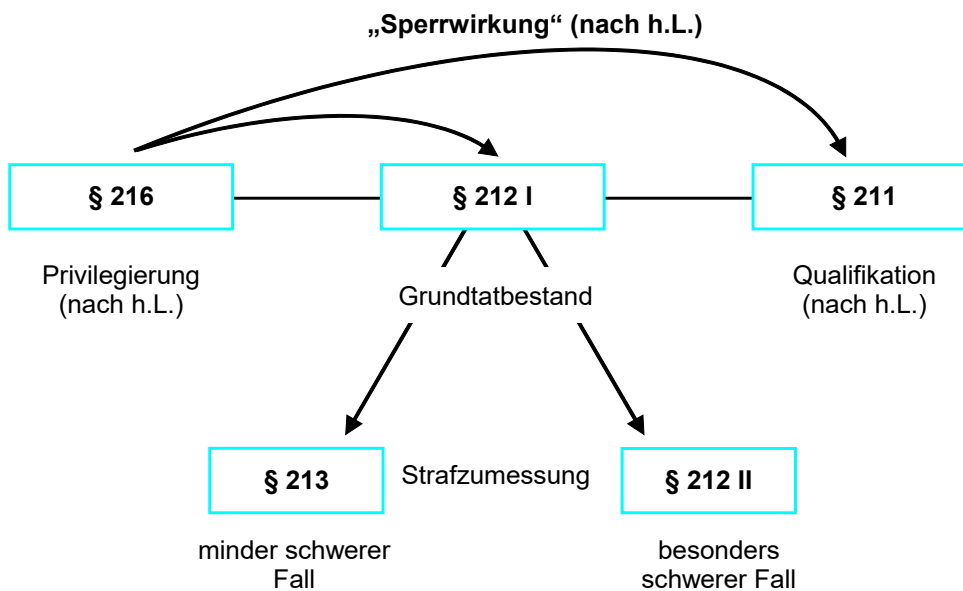 „Sperrwirkung“ (nach h.L.)
§ 216
§ 212 I
§ 211
Privilegierung
(nach h.L.)
Grundtatbestand
Qualifikation
(nach h.L.)
§ 213
Strafzumessung
§ 212 II
minder schwerer
Fall
besonders
schwerer Fall